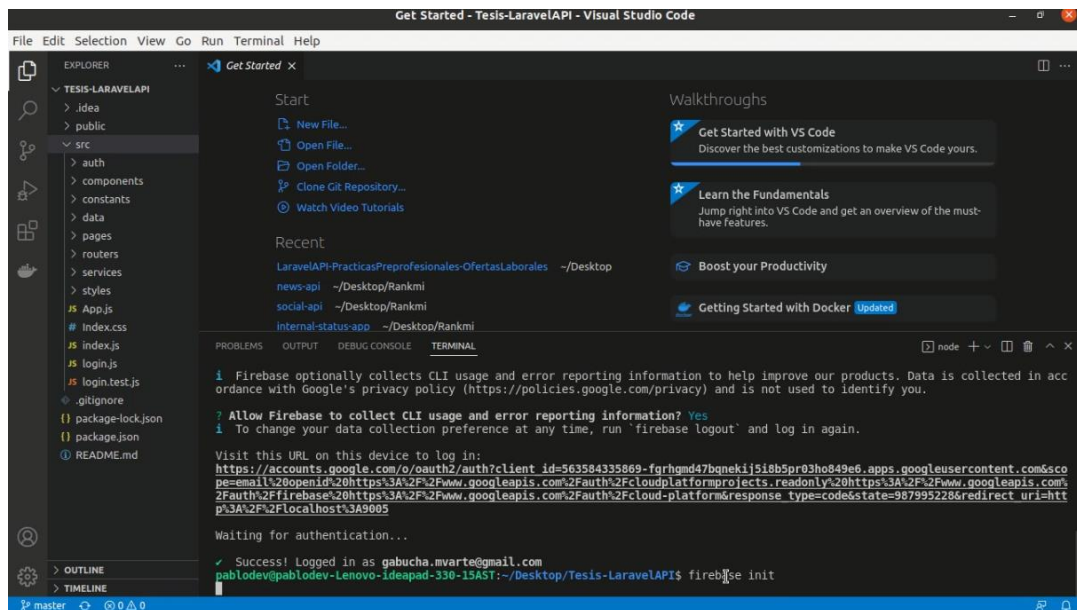 Get Started - Tesis-LaravelAPI - Visual Studio Code
File Edit Selection View Go Run Terminal Help
EXPLORER
TESIS-LARAVELAPI
.idea
public
src
auth
components
constants
data
pages
routers
services
styles
JS App.js
# Index.css
JS index.js
JS login.js
JS login.test.js
.gitignore
{} package-lock.json
{} package.json
README.md
OUTLINE
TIMELINE
Get Started
Start
New File...
Open File...
Open Folder...
Clone Git Repository...
Watch Video Tutorials
Recent
LaravelAPI-PracticasPreprofesionales-OfertasLaborales ~/Desktop
news-api ~/Desktop/Rankmi
social-api ~/Desktop/Rankmi
internal-status-app ~/Desktop/Rankmi
Walkthroughs
Get Started with VS Code
Discover the best customizations to make VS Code yours.
Learn the Fundamentals
Jump right into VS Code and get an overview of the must-
have features.
Boost your Productivity
Getting Started with Docker Updated
PROBLEMS OUTPUT DEBUG CONSOLE TERMINAL
node
i Firebase optionally collects CLI usage and error reporting information to help improve our products. Data is collected in acc
ordance with Google's privacy policy (https://policies.google.com/privacy) and is not used to identify you.
? Allow Firebase to collect CLI usage and error reporting information? Yes
i To change your data collection preference at any time, run `firebase logout` and log in again.
Visit this URL on this device to log in:
https://accounts.google.com/o/oauth2/auth?client_id=563584335869-fgrhgmd47bqnekij5i8b5pr03ho849e6.apps.googleusercontent.com&sco
pe=email%20openid%20https%3A%2F%2Fwww.googleapis.com%2Fauth%2Fcloudplatformprojects.readonly%20https%3A%2F%2Fwww.googleapis.com%
2Fauth%2Ffirebase%20https%3A%2F%2Fwww.googleapis.com%2Fauth%2Fcloud-platform&response_type=code&state=987995228&redirect_uri=htt
p%3A%2F%2Flocalhost%3A9005
Waiting for authentication...
✔ Success! Logged in as gabucha.mvarte@gmail.com
pablodev@pablodev-Lenovo-ideapad-330-15AST:~/Desktop/Tesis-LaravelAPI$ firebase init
master 0 0